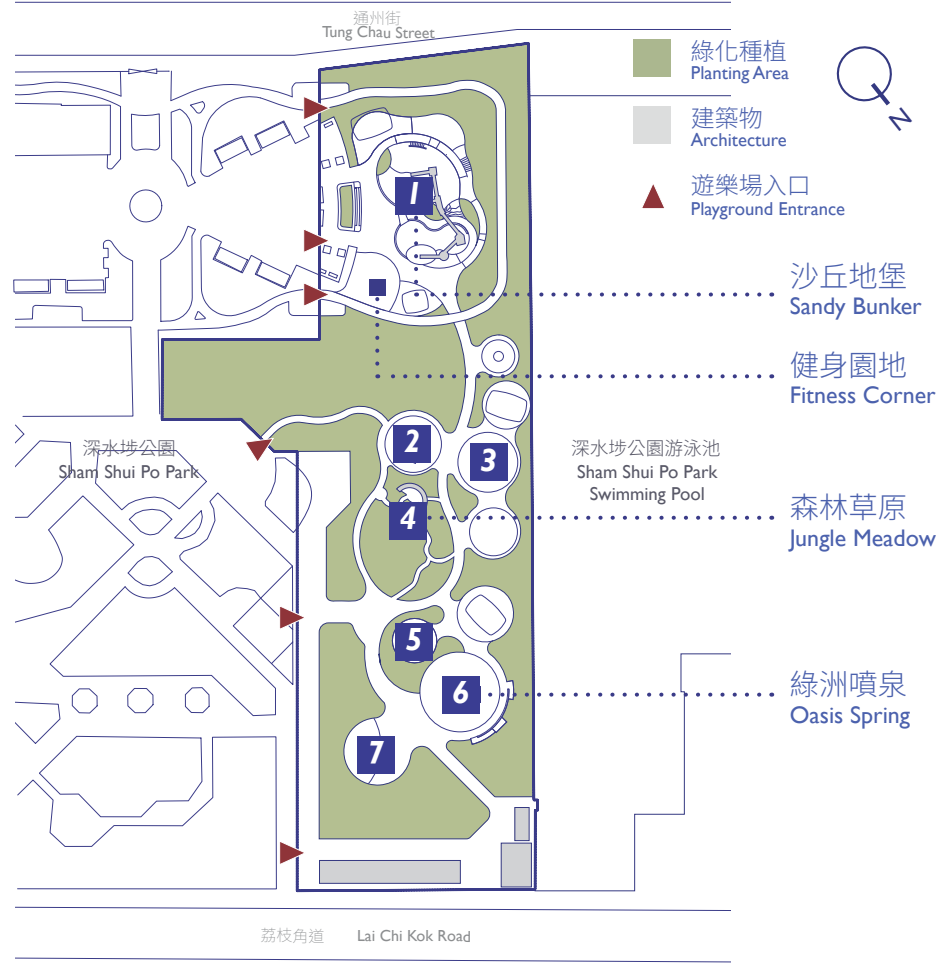 通州街
Tung Chau Street
綠化種植
Planting Area
建築物
Architecture
遊樂場入口
Playground Entrance
N
1
沙丘地堡
Sandy Bunker
健身園地
Fitness Corner
2
3
深水埗公園
Sham Shui Po Park
深水埗公園游泳池
Sham Shui Po Park
Swimming Pool
4
森林草原
Jungle Meadow
5
6
綠洲噴泉
Oasis Spring
7
荔枝角道 Lai Chi Kok Road